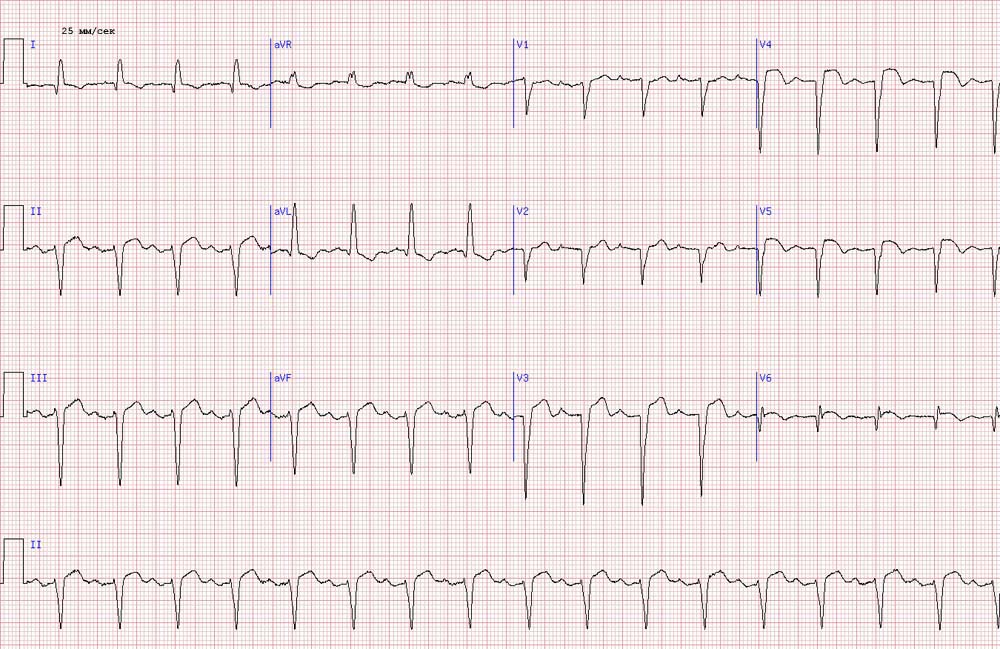 25 мм/сек
I aVR V1 V4
II aVL V2 V5
III aVF V3 V6
II